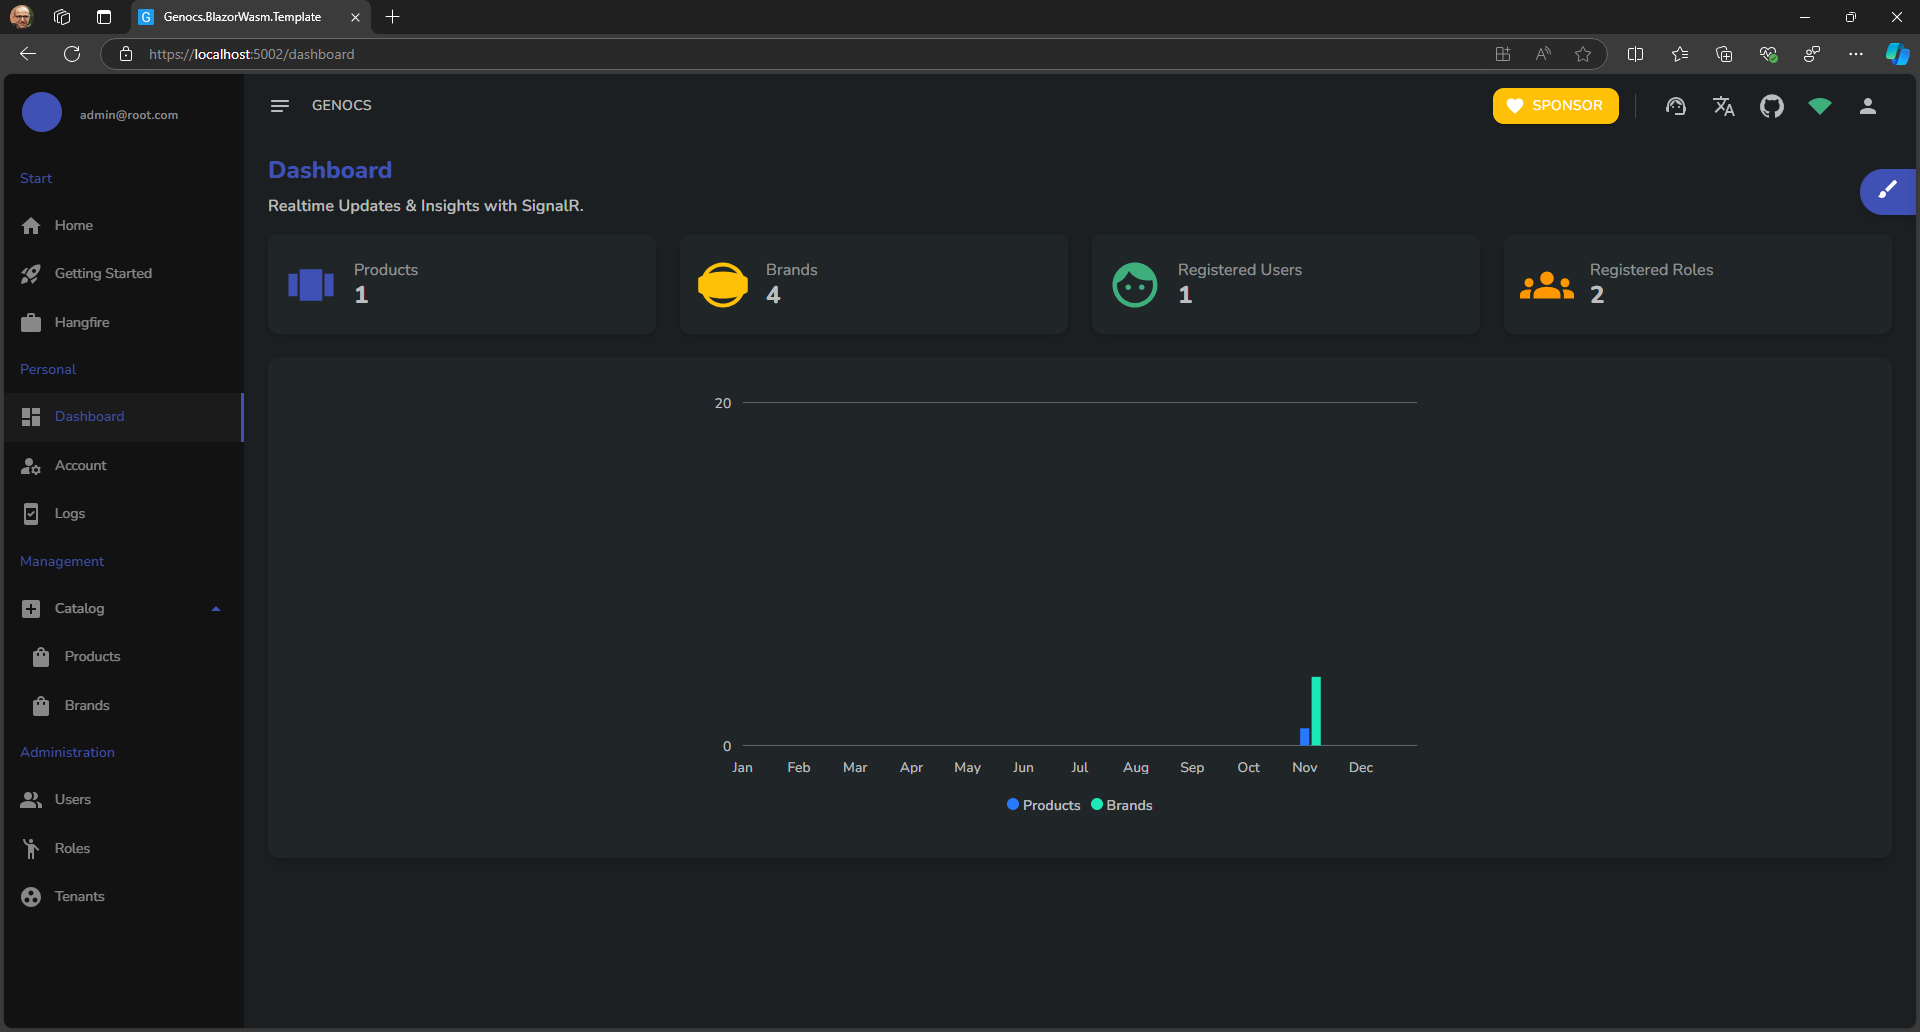 Genocs.BlazorWasm.Template
https://localhost:5002/dashboard
admin@root.com
Start
Home
Getting Started
Hangfire
Personal
Dashboard
Account
Logs
Management
Catalog
Products
Brands
Administration
Users
Roles
Tenants
GENOCS
SPONSOR
Dashboard
Realtime Updates & Insights with SignalR.
Products
1
Brands
4
Registered Users
1
Registered Roles
2
20
0
Jan Feb Mar Apr May Jun Jul Aug Sep Oct Nov Dec
Products Brands